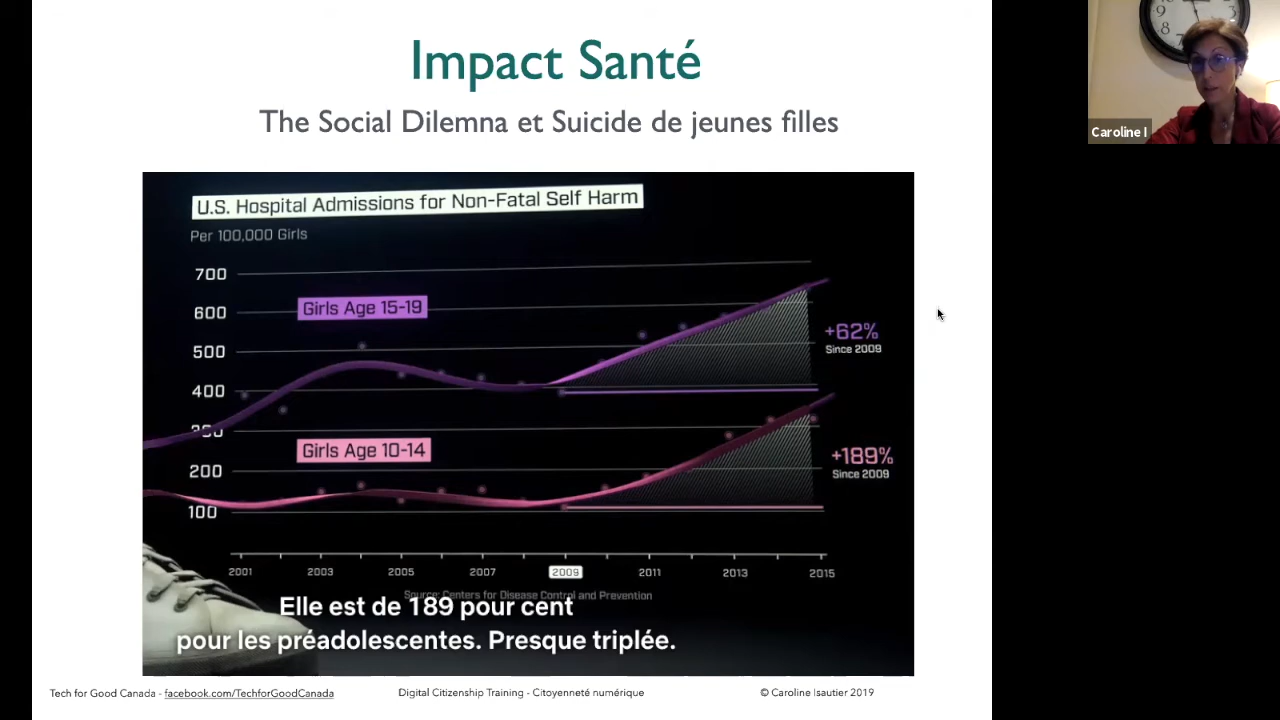 Impact Santé
The Social Dilemna et Suicide de jeunes filles
U.S. Hospital Admissions for Non-Fatal Self Harm
Per 100,000 Girls
700
600
500
400
300
200
100
Girls Age 15-19
+62%
Since 2009
Girls Age 10-14
+189%
Since 2009
2001 2003 2005 2007 2009 2011 2013 2015
Source: Centers for Disease Control and Prevention
Elle est de 189 pour cent
pour les préadolescentes. Presque triplée.
Tech for Good Canada - facebook.com/TechforGoodCanada
Digital Citizenship Training - Citoyenneté numérique
© Caroline Isautier 2019
Caroline I
9
8
7